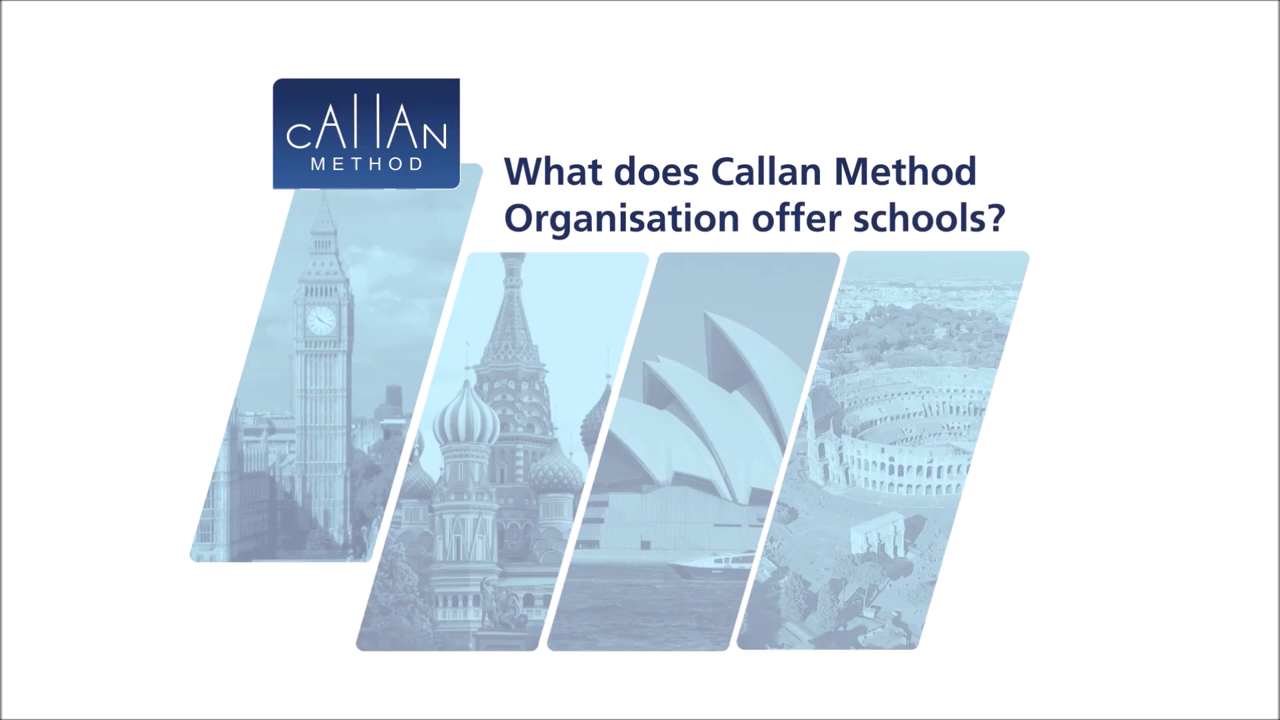 CALLAN
METHOD
What does Callan Method
Organisation offer schools?